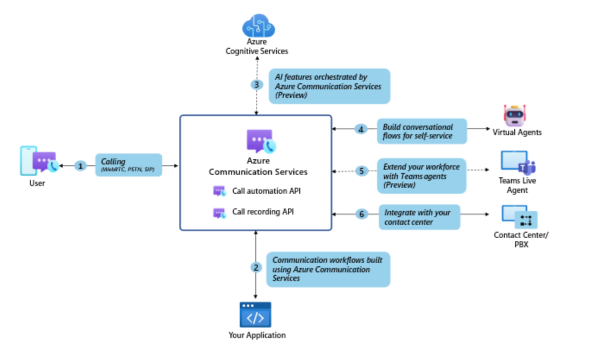 Azure
Cognitive Services
3
AI features orchestrated by
Azure Communication Services
(Preview)
User
1
Calling
(WebRTC, PSTN, SIP)
Azure
Communication Services
Call automation API
Call recording API
4
Build conversational
flows for self-service
Virtual Agents
5
Extend your workforce
with Teams agents
(Preview)
Teams Live
Agent
6
Integrate with your
contact center
Contact Center/
PBX
2
Communication workflows built
using Azure Communication
Services
Your Application